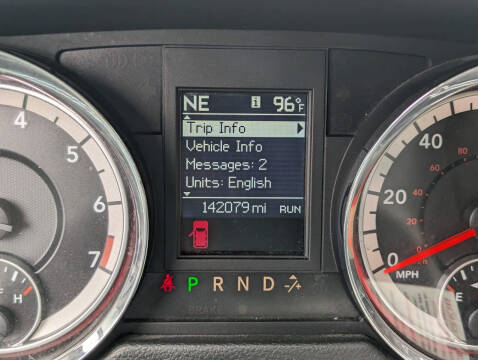 NE i 96°F
Trip Info
Vehicle Info
Messages: 2
Units: English
142079 mi RUN
P R N D -/+
BRAKE
4
5
6
7
H
40
20
0
MPH
80
60
40
20
E